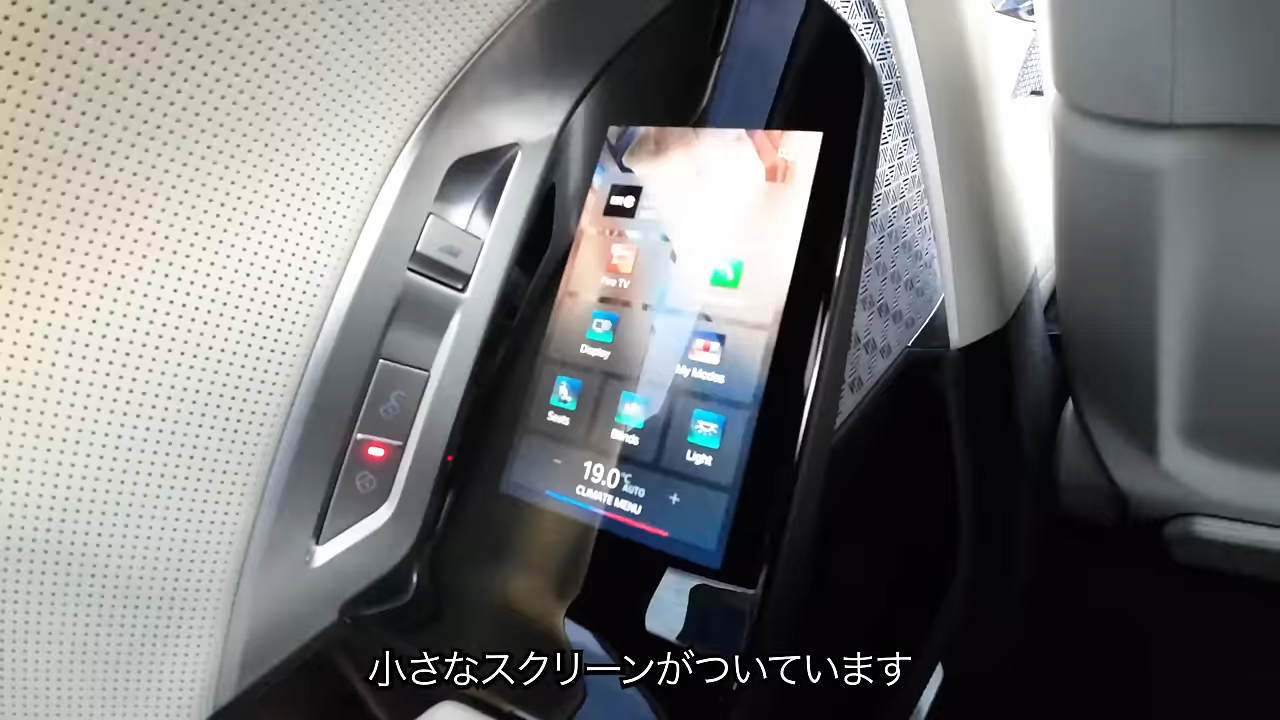 Fire TV
Display
My Modes
Seats
Blinds
Light
19.0°C
AUTO
- +
CLIMATE MENU
小さなスクリーンがついています